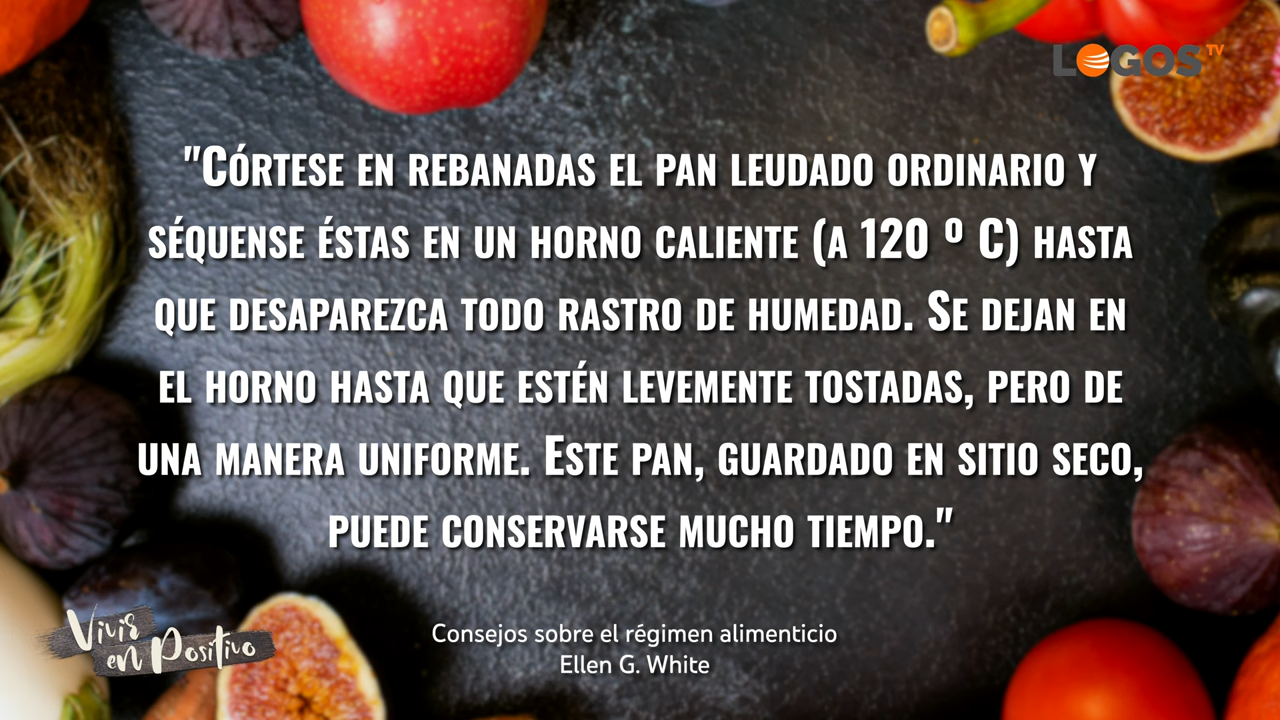 LOGOS TV
"Córtese en rebanadas el pan leudado ordinario y
séquense éstas en un horno caliente (a 120 º C) hasta
que desaparezca todo rastro de humedad. Se dejan en
el horno hasta que estén levemente tostadas, pero de
una manera uniforme. Este pan, guardado en sitio seco,
puede conservarse mucho tiempo."
Vivir
en Positivo
Consejos sobre el régimen alimenticio
Ellen G. White